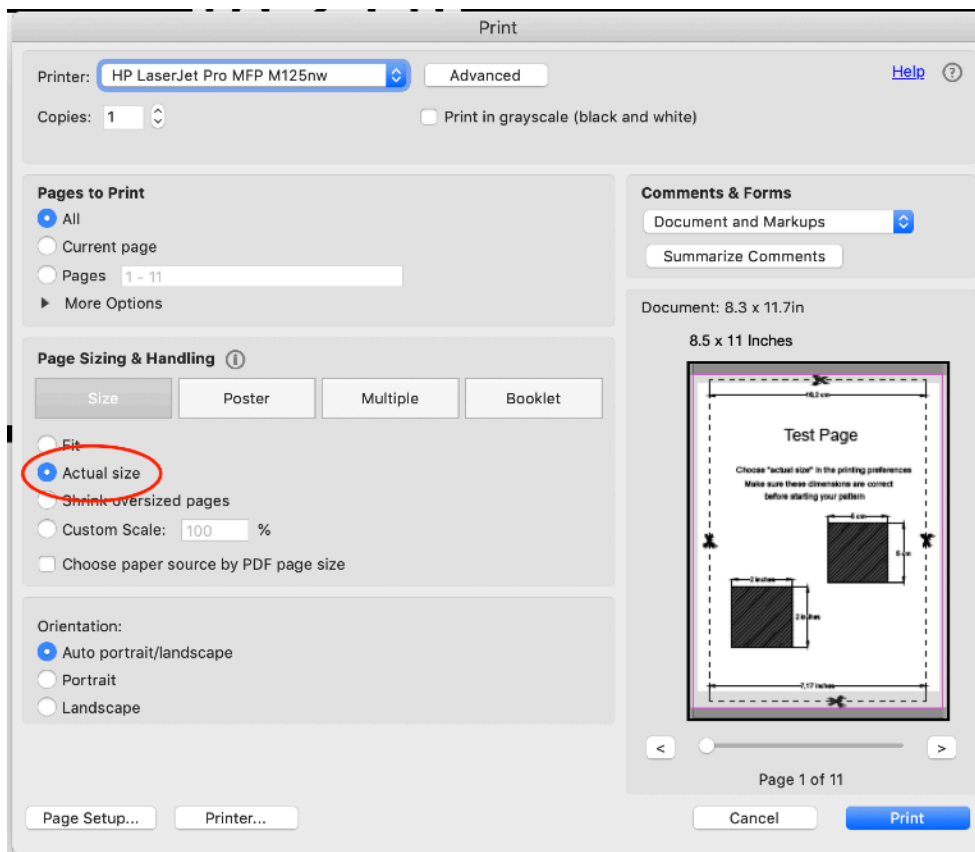 Print
Printer: HP LaserJet Pro MFP M125nw Advanced Help ?
Copies: 1 Print in grayscale (black and white)
Pages to Print
All
Current page
Pages 1 - 11
More Options
Comments & Forms
Document and Markups
Summarize Comments
Page Sizing & Handling i
Size Poster Multiple Booklet
Fit
Actual size
Shrink oversized pages
Custom Scale: 100 %
Choose paper source by PDF page size
Orientation:
Auto portrait/landscape
Portrait
Landscape
Document: 8.3 x 11.7in
8.5 x 11 Inches
Test Page
Choose "actual size" in the printing preferences
Make sure these dimensions are correct
before starting your pattern
2 inches
2 inches
7,17 inches
< >
Page 1 of 11
Page Setup... Printer... Cancel Print